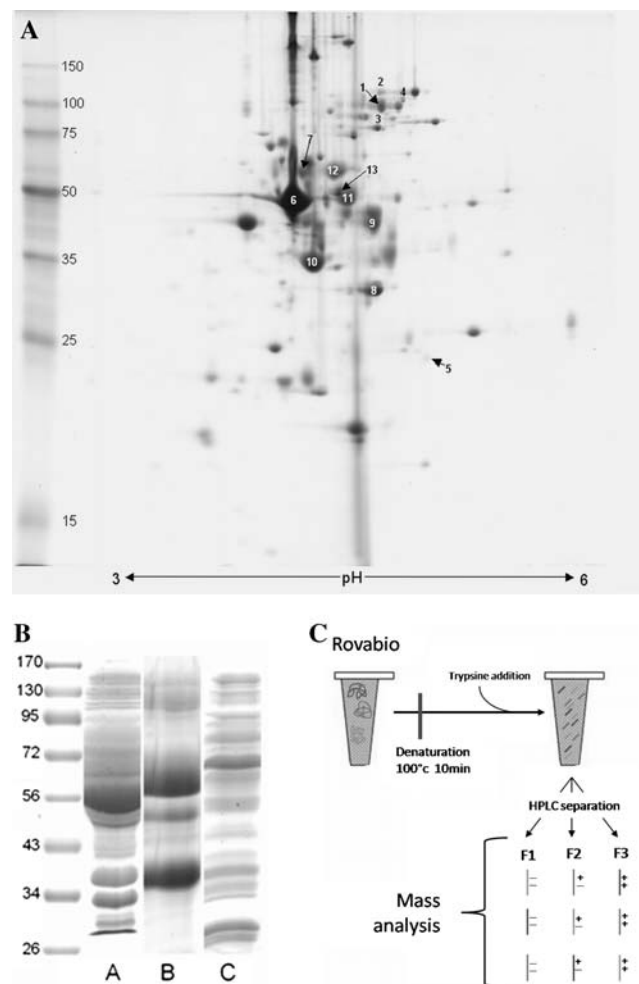 A
150
100
75
50
35
25
15
1
2
4
3
7
12
13
6
11
9
10
8
5
3 pH 6
B
170
130
95
72
56
43
34
26
A B C
C
Rovabio
Trypsine addition
Denaturation
100°c 10min
HPLC separation
F1 F2 F3
Mass
analysis
− + +
− − +
− + +
− − +
− + +
− − +